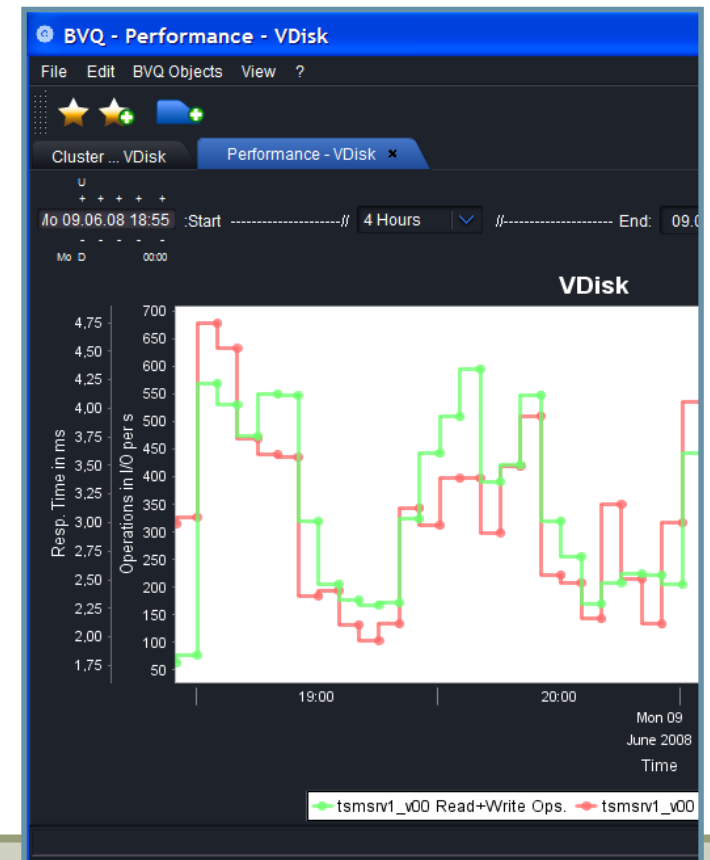 BVQ - Performance - VDisk
File Edit BVQ Objects View ?
Cluster ... VDisk Performance - VDisk ×
U
+ + + + +
Mo 09.06.08 18:55 :Start ---------------------// 4 Hours //--------------------- End: 09.0
- - - - -
Mo D 00:00
VDisk
Resp. Time in ms
4,75
4,50
4,25
4,00
3,75
3,50
3,25
3,00
2,75
2,50
2,25
2,00
1,75
Operations in I/O per s
700
650
600
550
500
450
400
350
300
250
200
150
100
50
19:00 20:00
Mon 09
June 2008
Time
tsmsrv1_v00 Read+Write Ops. tsmsrv1_v00